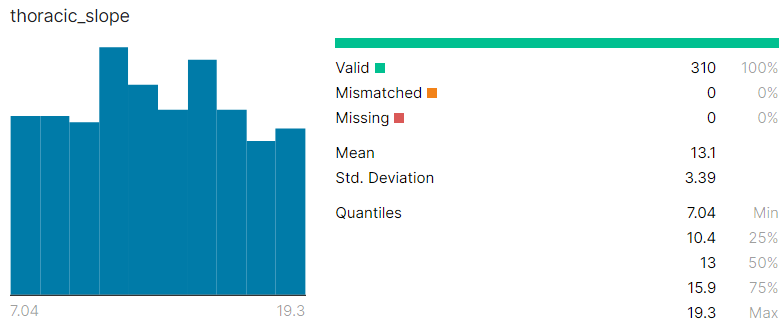 thoracic_slope
7.04 19.3
Valid 310 100%
Mismatched 0 0%
Missing 0 0%
Mean 13.1
Std. Deviation 3.39
Quantiles 7.04 Min
10.4 25%
13 50%
15.9 75%
19.3 Max